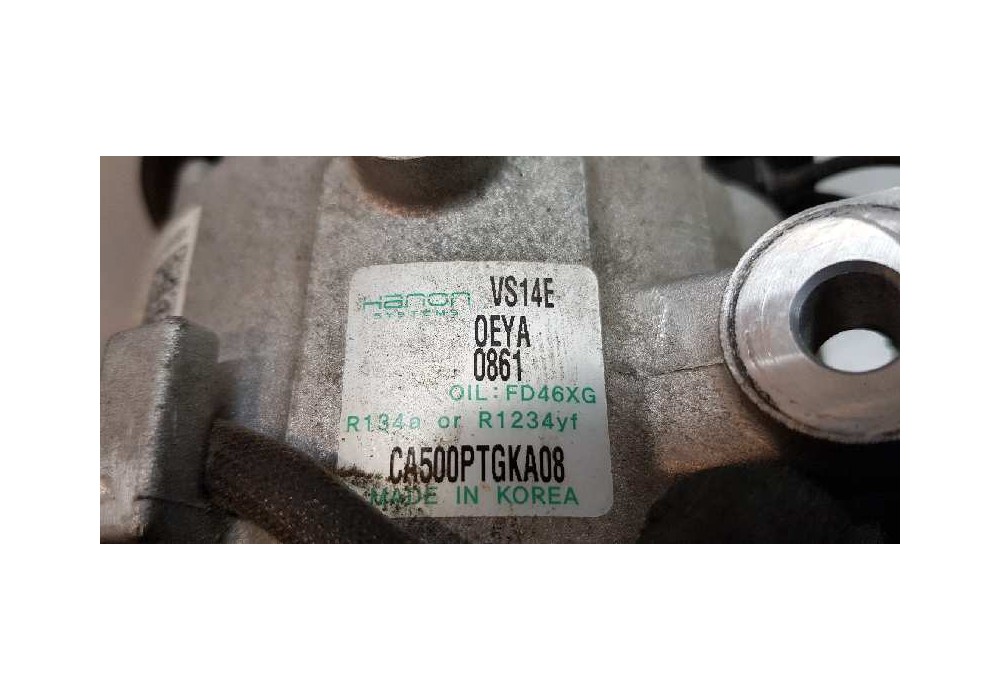 Hanon VS14E
SYSTEMS
0EYA
0861
OIL: FD46XG
R134a or R1234yf
CA500PTGKA08
MADE IN KOREA